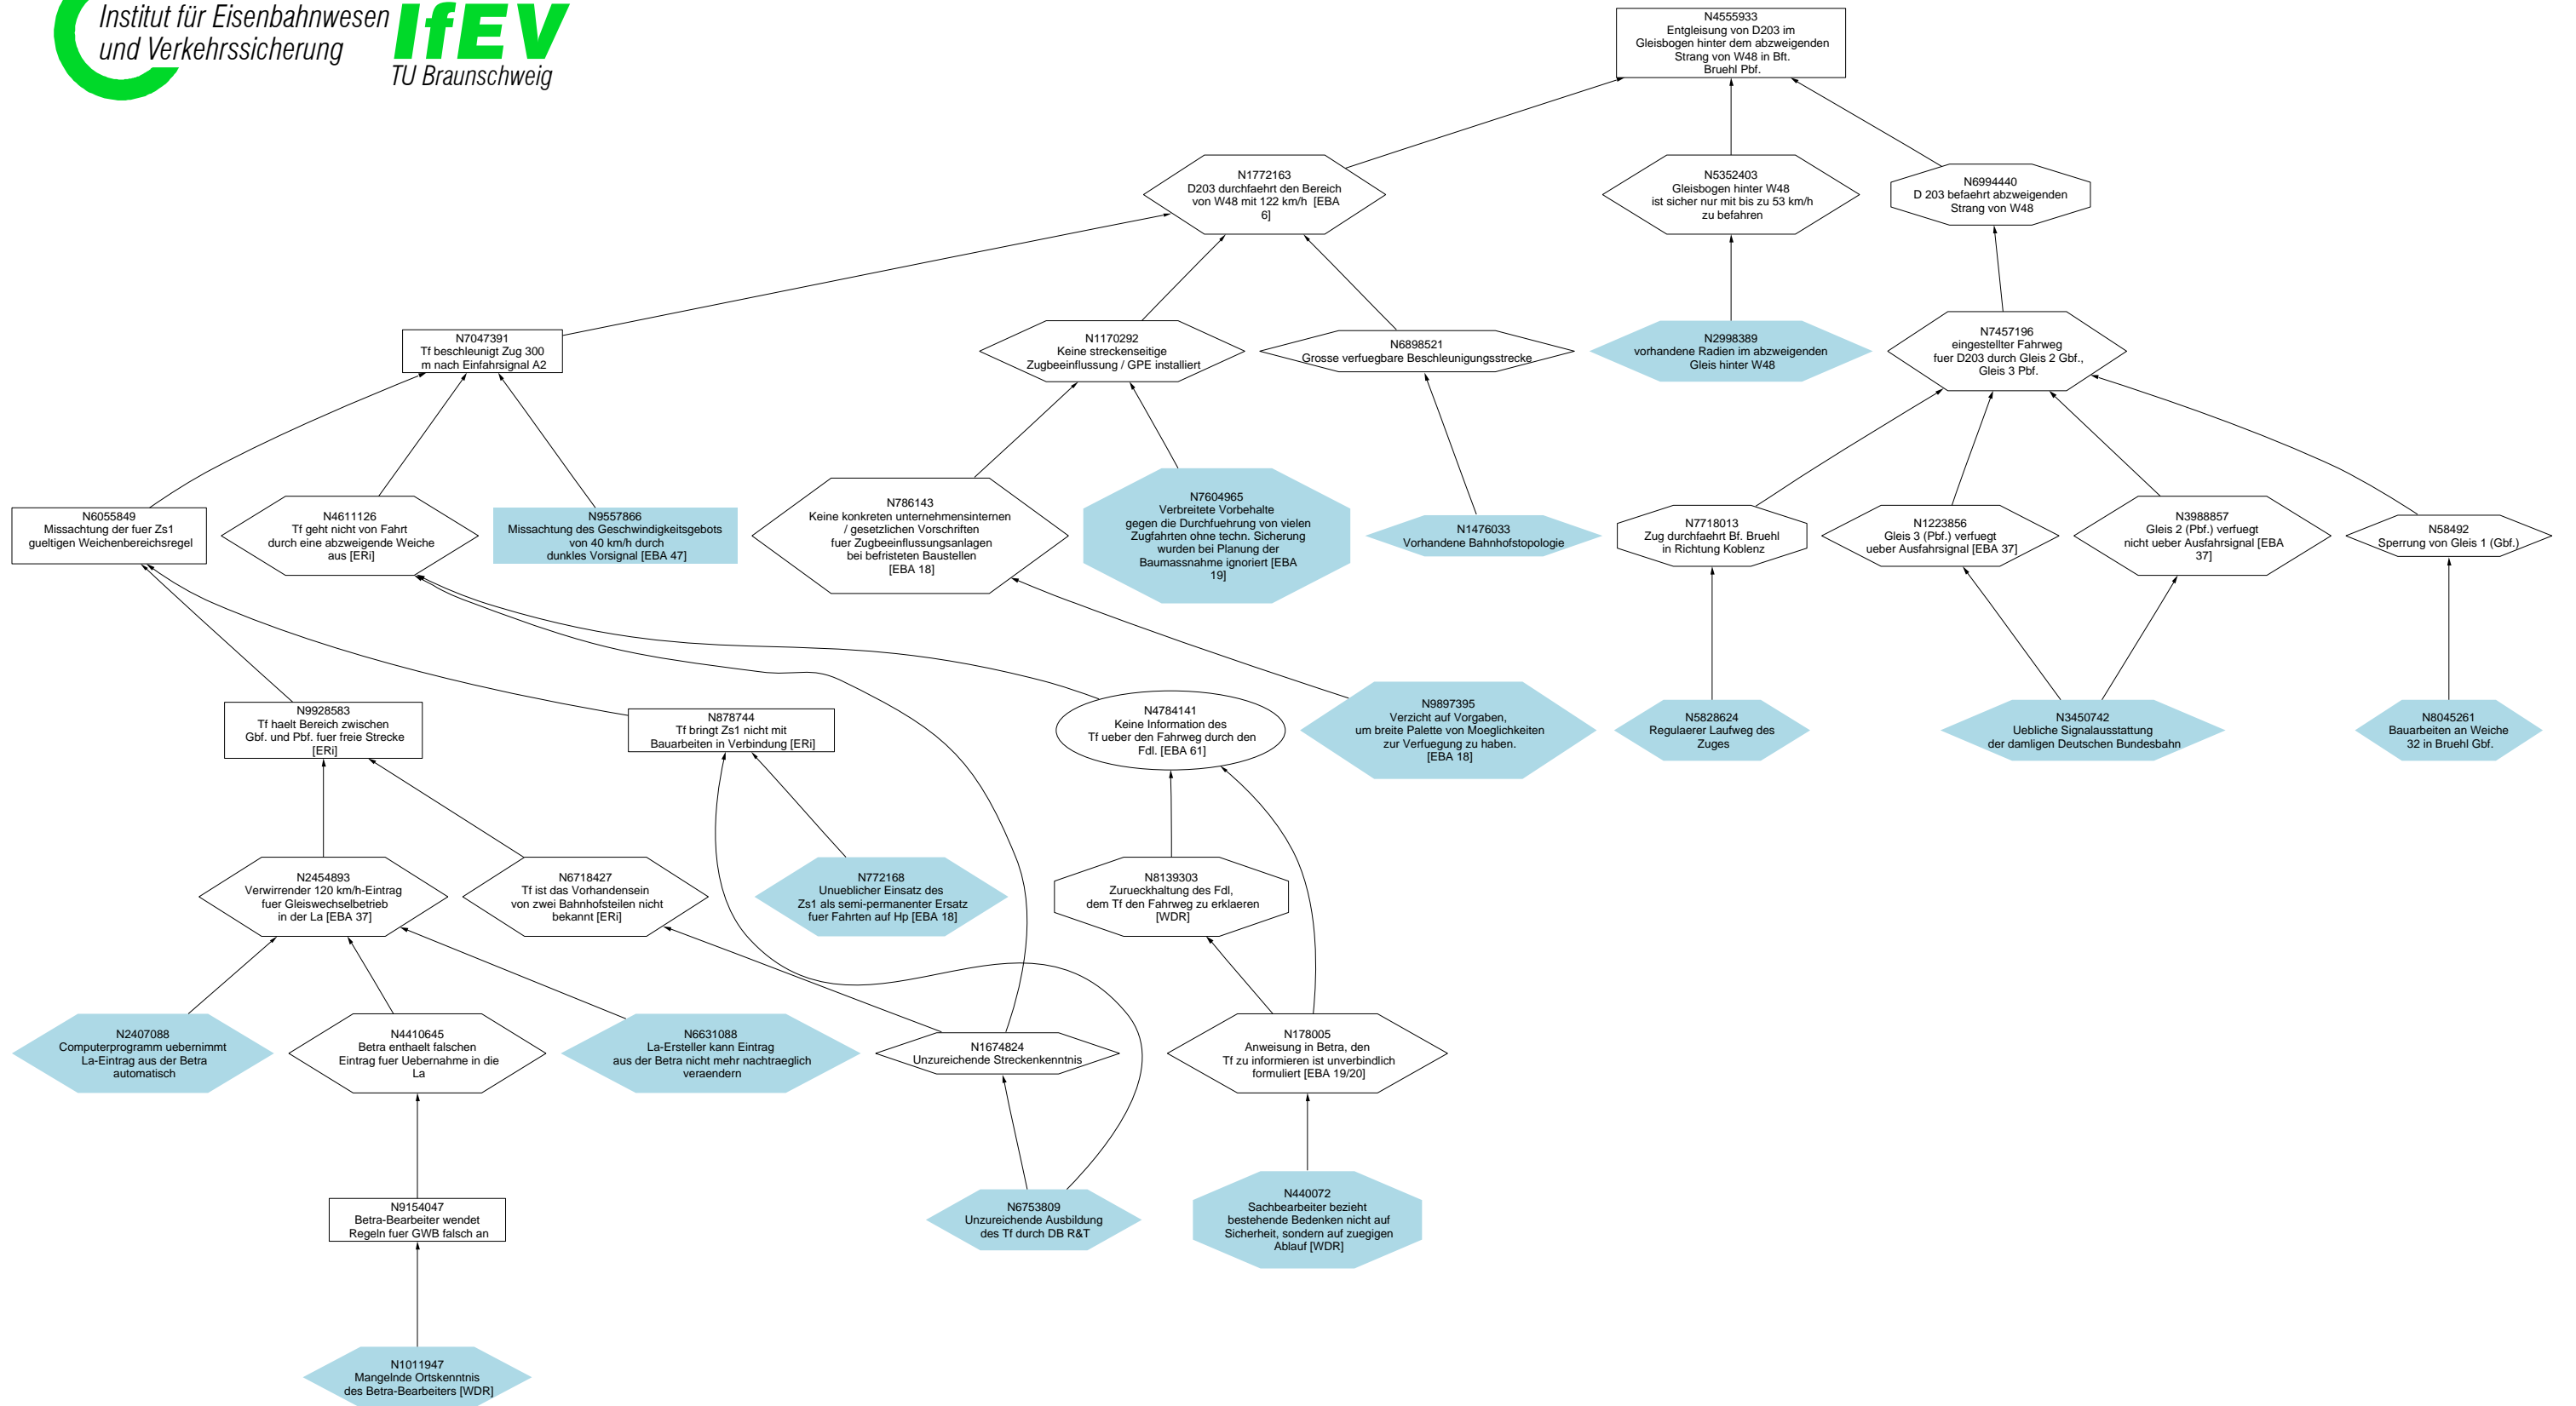 Institut für Eisenbahnwesen
und Verkehrssicherung
IfEV
TU Braunschweig
N4555933
Entgleisung von D203 im
Gleisbogen hinter dem abzweigenden
Strang von W48 in Bft.
Bruehl Pbf.
N1772163
D203 durchfaehrt den Bereich
von W48 mit 122 km/h [EBA
6]
N5352403
Gleisbogen hinter W48
ist sicher nur mit bis zu 53 km/h
zu befahren
N6994440
D 203 befaehrt abzweigenden
Strang von W48
N7047391
Tf beschleunigt Zug 300
m nach Einfahrsignal A2
N1170292
Keine streckenseitige
Zugbeeinflussung / GPE installiert
N6898521
Grosse verfuegbare Beschleunigungsstrecke
N2998389
vorhandene Radien im abzweigenden
Gleis hinter W48
N7457196
eingestellter Fahrweg
fuer D203 durch Gleis 2 Gbf.,
Gleis 3 Pbf.
N6055849
Missachtung der fuer Zs1
gueltigen Weichenbereichsregel
N4611126
Tf geht nicht von Fahrt
durch eine abzweigende Weiche
aus [ERi]
N9557866
Missachtung des Geschwindigkeitsgebots
von 40 km/h durch
dunkles Vorsignal [EBA 47]
N786143
Keine konkreten unternehmensinternen
/ gesetzlichen Vorschriften
fuer Zugbeeinflussungsanlagen
bei befristeten Baustellen
[EBA 18]
N7604965
Verbreitete Vorbehalte
gegen die Durchfuehrung von vielen
Zugfahrten ohne techn. Sicherung
wurden bei Planung der
Baumassnahme ignoriert [EBA
19]
N1476033
Vorhandene Bahnhofstopologie
N7718013
Zug durchfaehrt Bf. Bruehl
in Richtung Koblenz
N1223856
Gleis 3 (Pbf.) verfuegt
ueber Ausfahrsignal [EBA 37]
N3988857
Gleis 2 (Pbf.) verfuegt
nicht ueber Ausfahrsignal [EBA
37]
N58492
Sperrung von Gleis 1 (Gbf.)
N9928583
Tf haelt Bereich zwischen
Gbf. und Pbf. fuer freie Strecke
[ERi]
N878744
Tf bringt Zs1 nicht mit
Bauarbeiten in Verbindung [ERi]
N4784141
Keine Information des
Tf ueber den Fahrweg durch den
Fdl. [EBA 61]
N9897395
Verzicht auf Vorgaben,
um breite Palette von Moeglichkeiten
zur Verfuegung zu haben.
[EBA 18]
N5828624
Regulaerer Laufweg des
Zuges
N3450742
Uebliche Signalausstattung
der damligen Deutschen Bundesbahn
N8045261
Bauarbeiten an Weiche
32 in Bruehl Gbf.
N2454893
Verwirrender 120 km/h-Eintrag
fuer Gleiswechselbetrieb
in der La [EBA 37]
N6718427
Tf ist das Vorhandensein
von zwei Bahnhofsteilen nicht
bekannt [ERi]
N772168
Unueblicher Einsatz des
Zs1 als semi-permanenter Ersatz
fuer Fahrten auf Hp [EBA 18]
N8139303
Zurueckhaltung des Fdl,
dem Tf den Fahrweg zu erklaeren
[WDR]
N2407088
Computerprogramm uebernimmt
La-Eintrag aus der Betra
automatisch
N4410645
Betra enthaelt falschen
Eintrag fuer Uebernahme in die
La
N6631088
La-Ersteller kann Eintrag
aus der Betra nicht mehr nachtraeglich
veraendern
N1674824
Unzureichende Streckenkenntnis
N178005
Anweisung in Betra, den
Tf zu informieren ist unverbindlich
formuliert [EBA 19/20]
N9154047
Betra-Bearbeiter wendet
Regeln fuer GWB falsch an
N6753809
Unzureichende Ausbildung
des Tf durch DB R&T
N440072
Sachbearbeiter bezieht
bestehende Bedenken nicht auf
Sicherheit, sondern auf zuegigen
Ablauf [WDR]
N1011947
Mangelnde Ortskenntnis
des Betra-Bearbeiters [WDR]